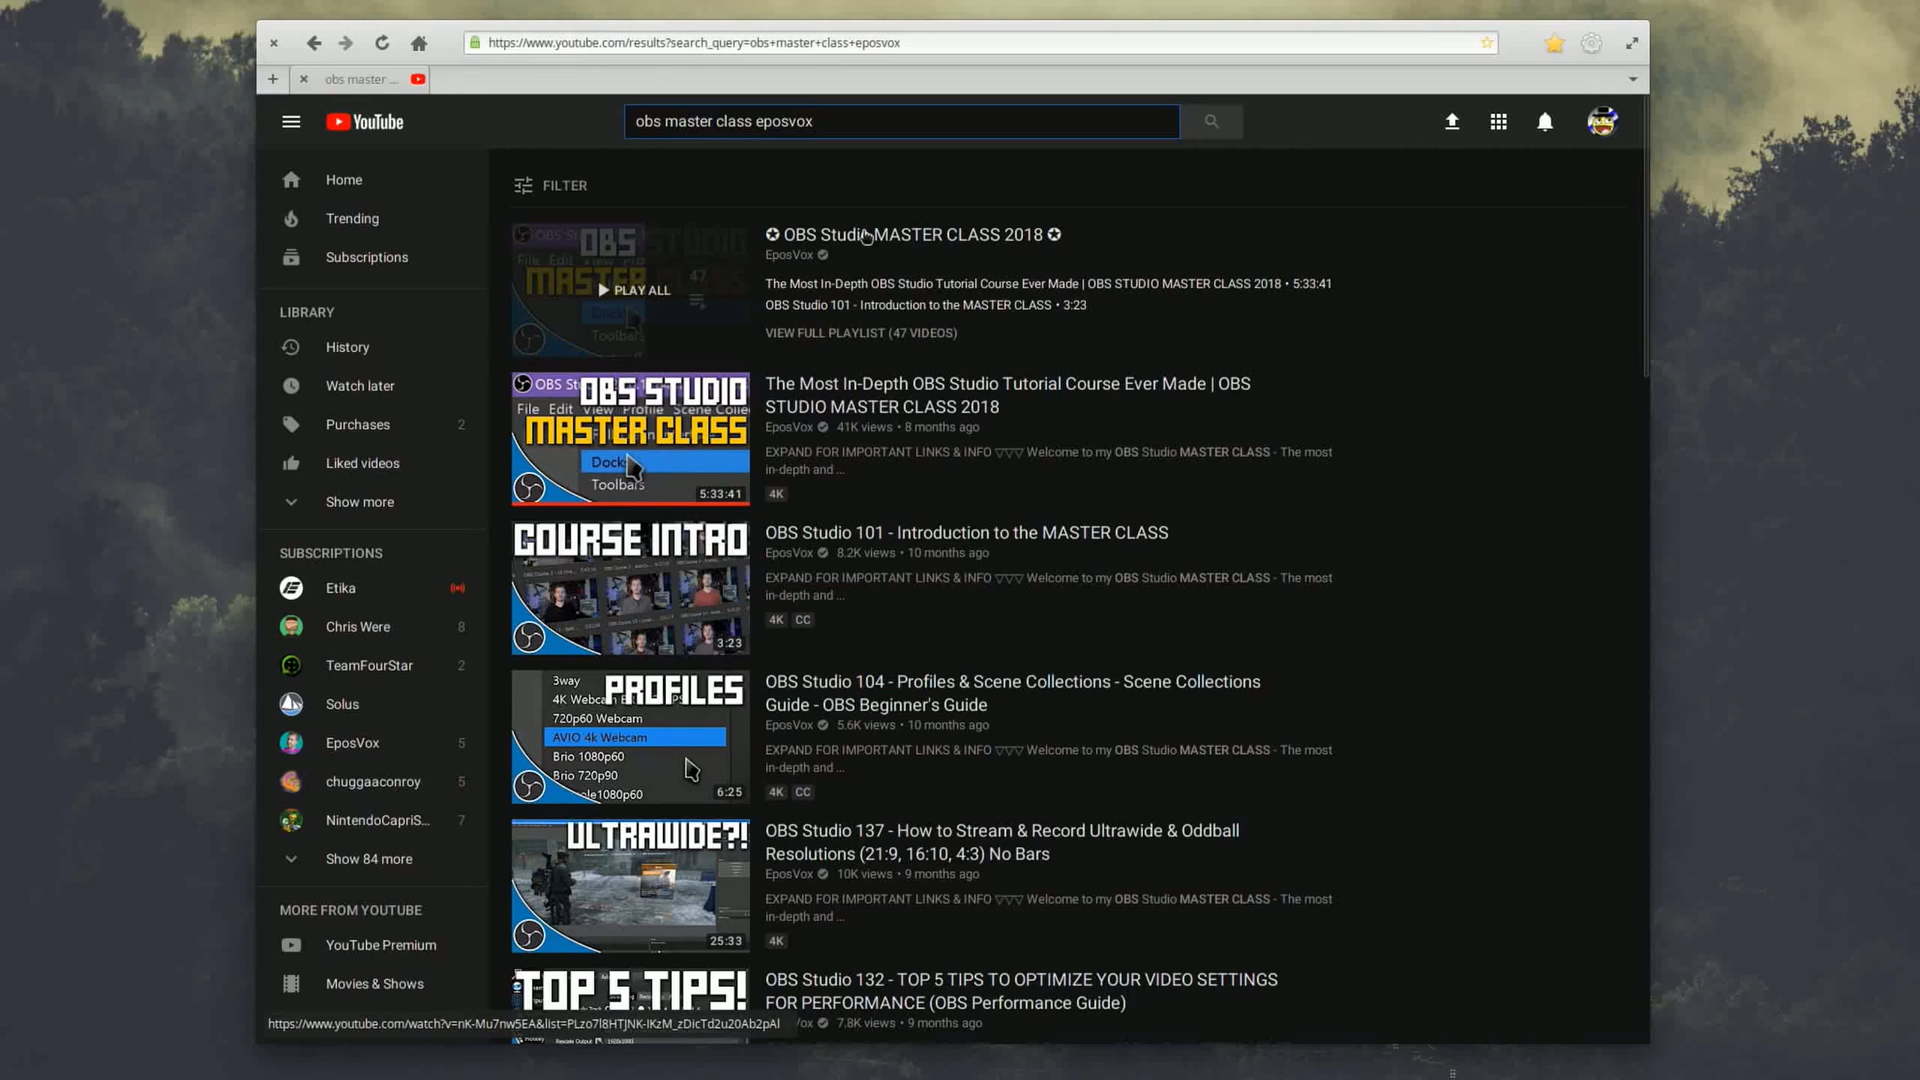 https://www.youtube.com/results?search_query=obs+master+class+eposvox
obs master ...
YouTube
obs master class eposvox
Home
Trending
Subscriptions
LIBRARY
History
Watch later
Purchases 2
Liked videos
Show more
SUBSCRIPTIONS
Etika
Chris Were 8
TeamFourStar 2
Solus
EposVox 5
chuggaaconroy 5
NintendoCapriS... 7
Show 84 more
MORE FROM YOUTUBE
YouTube Premium
Movies & Shows
FILTER
OBS STUDIO
MASTER CLASS
47
PLAY ALL
Toolbars
✪ OBS Studio MASTER CLASS 2018 ✪
EposVox
The Most In-Depth OBS Studio Tutorial Course Ever Made | OBS STUDIO MASTER CLASS 2018 • 5:33:41
OBS Studio 101 - Introduction to the MASTER CLASS • 3:23
VIEW FULL PLAYLIST (47 VIDEOS)
OBS St
OBS STUDIO
File Edit View Profile Scene Colle
MASTER CLASS
Docks
Toolbars
5:33:41
The Most In-Depth OBS Studio Tutorial Course Ever Made | OBS
STUDIO MASTER CLASS 2018
EposVox 41K views • 8 months ago
EXPAND FOR IMPORTANT LINKS & INFO ▽▽▽ Welcome to my OBS Studio MASTER CLASS - The most
in-depth and ...
4K
COURSE INTRO
3:23
OBS Studio 101 - Introduction to the MASTER CLASS
EposVox 8.2K views • 10 months ago
EXPAND FOR IMPORTANT LINKS & INFO ▽▽▽ Welcome to my OBS Studio MASTER CLASS - The most
in-depth and ...
4K CC
3way
PROFILES
4K Webcam
720p60 Webcam
AVIO 4k Webcam
Brio 1080p60
Brio 720p90
ole1080p60
6:25
OBS Studio 104 - Profiles & Scene Collections - Scene Collections
Guide - OBS Beginner's Guide
EposVox 5.6K views • 10 months ago
EXPAND FOR IMPORTANT LINKS & INFO ▽▽▽ Welcome to my OBS Studio MASTER CLASS - The most
in-depth and ...
4K CC
ULTRAWIDE?!
25:33
OBS Studio 137 - How to Stream & Record Ultrawide & Oddball
Resolutions (21:9, 16:10, 4:3) No Bars
EposVox 10K views • 9 months ago
EXPAND FOR IMPORTANT LINKS & INFO ▽▽▽ Welcome to my OBS Studio MASTER CLASS - The most
in-depth and ...
4K
TOP 5 TIPS!
OBS Studio 132 - TOP 5 TIPS TO OPTIMIZE YOUR VIDEO SETTINGS
FOR PERFORMANCE (OBS Performance Guide)
vox 7.8K views • 9 months ago
https://www.youtube.com/watch?v=nK-Mu7nw5EA&list=PLzo7l8HTJNK-IKzM_zDicTd2u20Ab2pAl